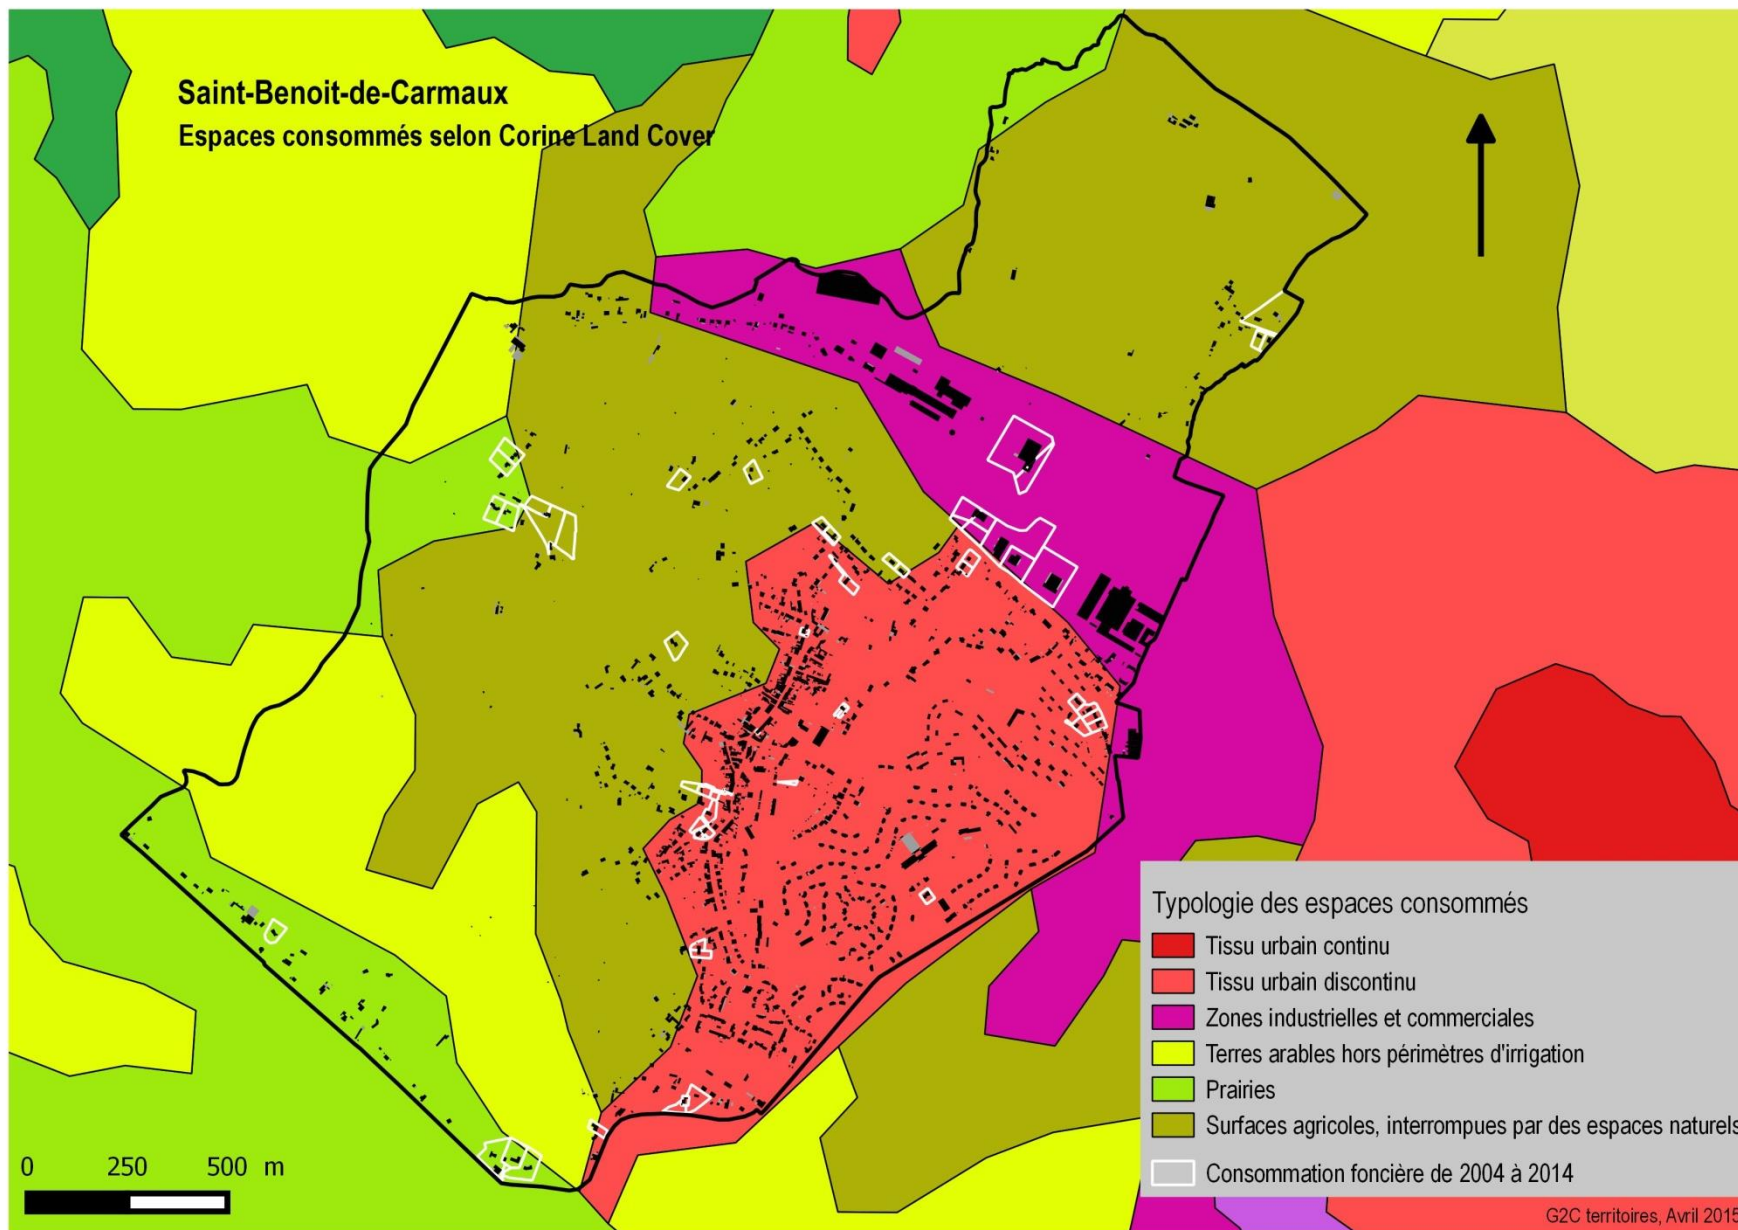 Saint-Benoit-de-Carmaux
Espaces consommés selon Corine Land Cover
Typologie des espaces consommés
Tissu urbain continu
Tissu urbain discontinu
Zones industrielles et commerciales
Terres arables hors périmètres d'irrigation
Prairies
Surfaces agricoles, interrompues par des espaces naturels
Consommation foncière de 2004 à 2014
0 250 500 m
G2C territoires, Avril 2015